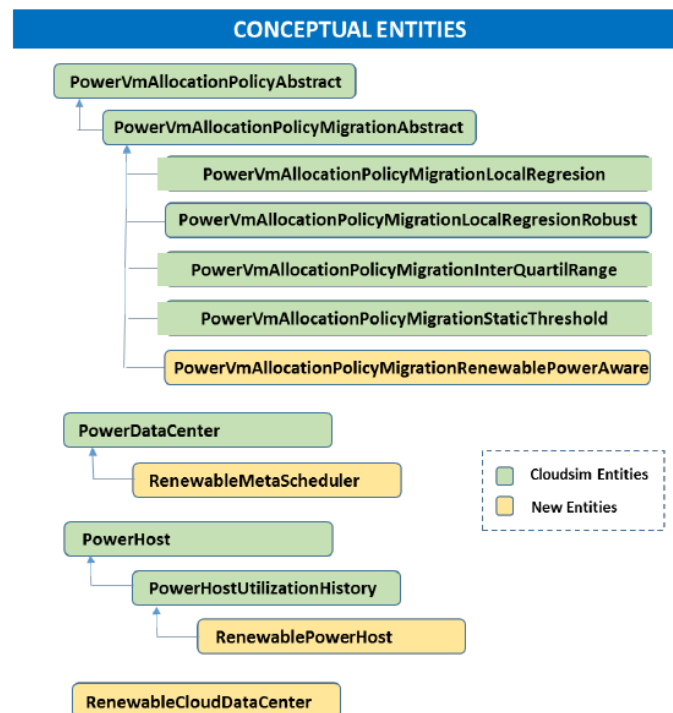 CONCEPTUAL ENTITIES
PowerVmAllocationPolicyAbstract
PowerVmAllocationPolicyMigrationAbstract
PowerVmAllocationPolicyMigrationLocalRegresion
PowerVmAllocationPolicyMigrationLocalRegresionRobust
PowerVmAllocationPolicyMigrationInterQuartilRange
PowerVmAllocationPolicyMigrationStaticThreshold
PowerVmAllocationPolicyMigrationRenewablePowerAware
PowerDataCenter
RenewableMetaScheduler
Cloudsim Entities
New Entities
PowerHost
PowerHostUtilizationHistory
RenewablePowerHost
RenewableCloudDataCenter